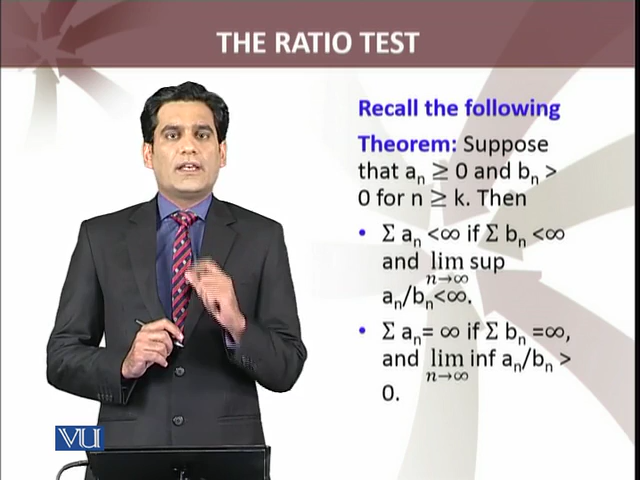 THE RATIO TEST
Recall the following
Theorem: Suppose
that aₙ ≥ 0 and bₙ >
0 for n ≥ k. Then
• Σ aₙ <∞ if Σ bₙ <∞
and lim sup
n→∞
aₙ/bₙ<∞.
• Σ aₙ= ∞ if Σ bₙ =∞,
and lim inf aₙ/bₙ >
n→∞
0.
VU